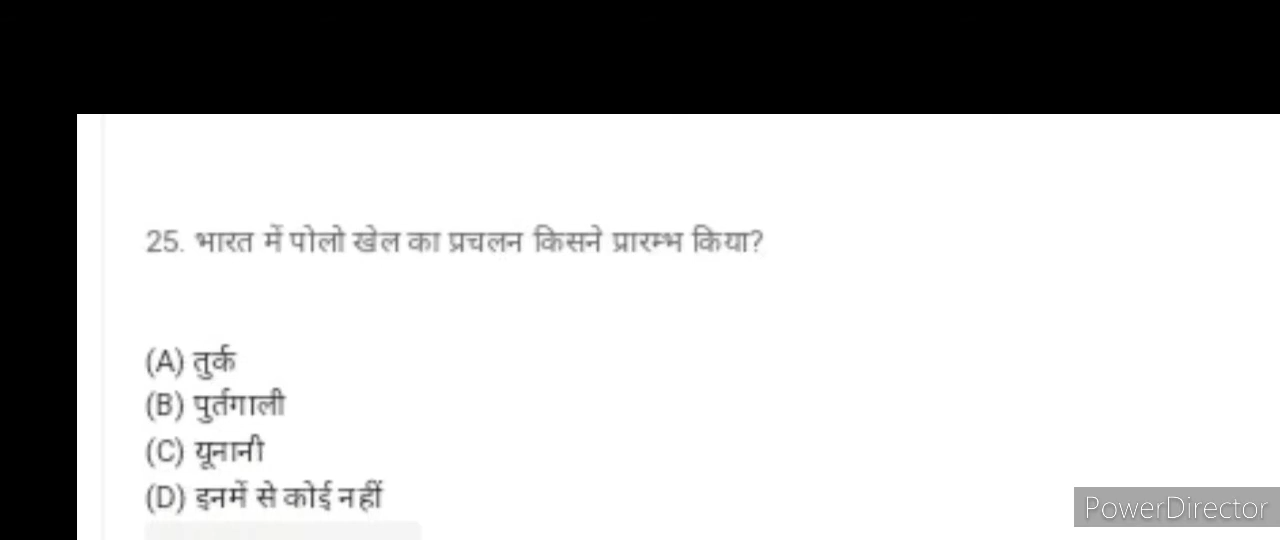 25. भारत में पोलो खेल का प्रचलन किसने प्रारम्भ किया?
(A) तुर्क
(B) पुर्तगाली
(C) यूनानी
(D) इनमें से कोई नहीं
PowerDirector